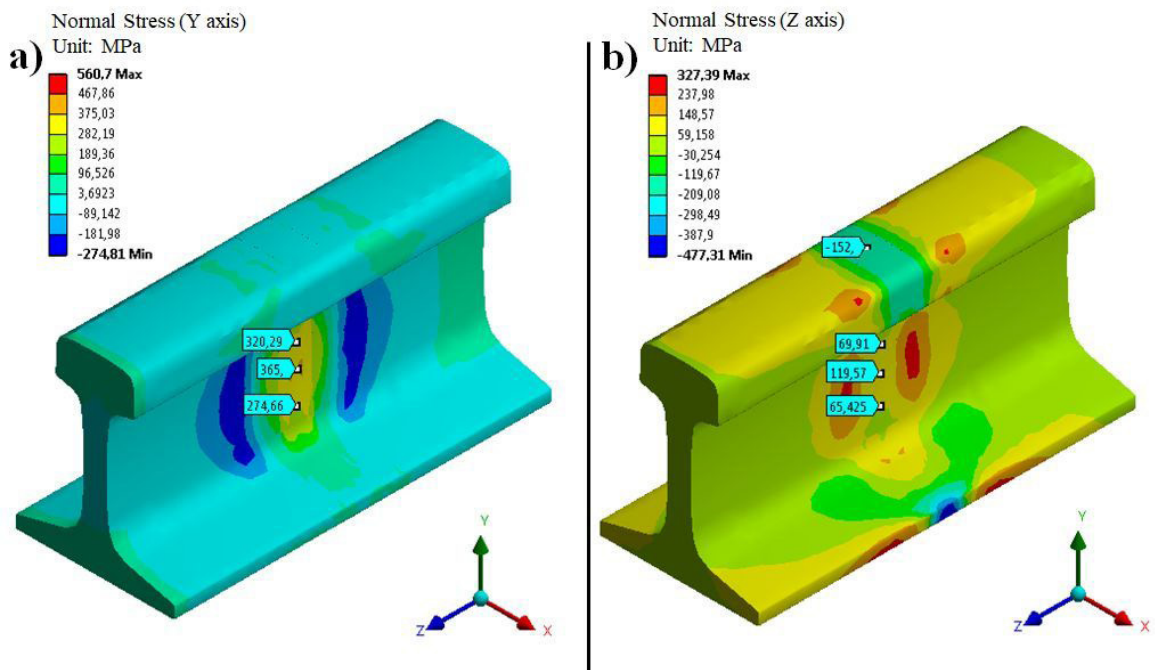 Normal Stress (Y axis)
Unit: MPa
a)
560,7 Max
467,86
375,03
282,19
189,36
96,526
3,6923
-89,142
-181,98
-274,81 Min
320,29
365,
274,66
Y
Z
X
Normal Stress (Z axis)
Unit: MPa
b)
327,39 Max
237,98
148,57
59,158
-30,254
-119,67
-209,08
-298,49
-387,9
-477,31 Min
-152,
69,91
119,57
65,425
Y
Z
X